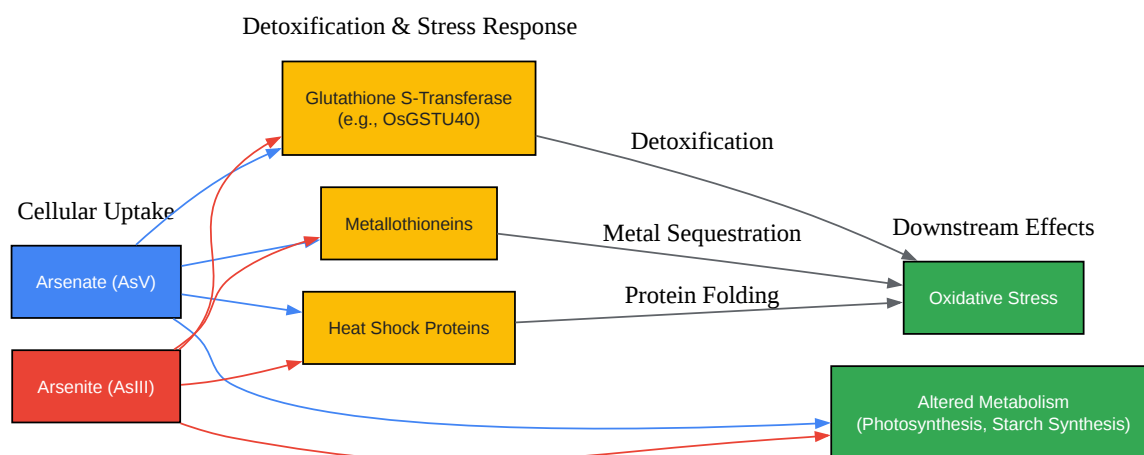 Detoxification & Stress Response
Glutathione S-Transferase
(e.g., OsGSTU40)
Detoxification
Cellular Uptake
Metallothioneins
Metal Sequestration
Downstream Effects
Arsenate (AsV)
Heat Shock Proteins
Protein Folding
Oxidative Stress
Arsenite (AsIII)
Altered Metabolism
(Photosynthesis, Starch Synthesis)